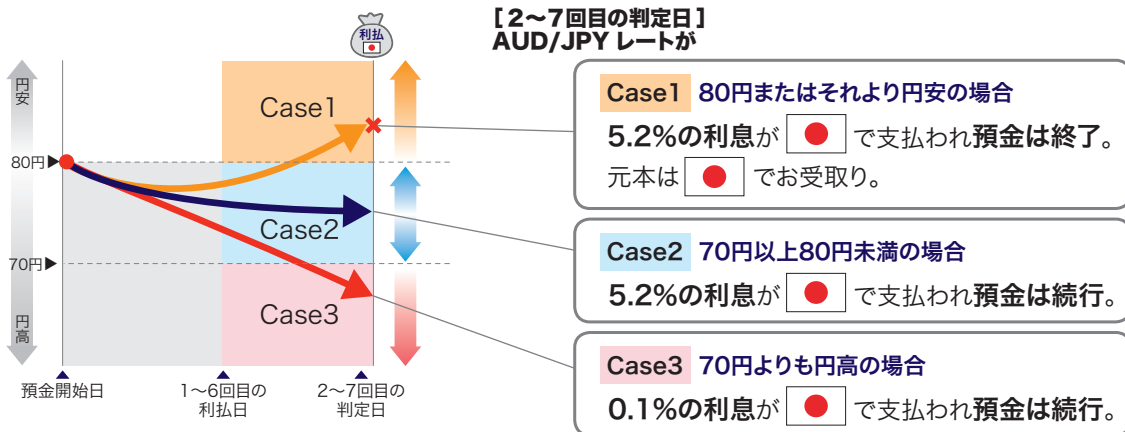 [2〜7回目の判定日]
AUD/JPY レートが
利払
円安
80円
70円
円高
Case1
Case2
Case3
預金開始日
1〜6回目の
利払日
2〜7回目の
判定日
Case1 80円またはそれより円安の場合
5.2%の利息が で支払われ預金は終了。
元本は でお受取り。
Case2 70円以上80円未満の場合
5.2%の利息が で支払われ預金は続行。
Case3 70円よりも円高の場合
0.1%の利息が で支払われ預金は続行。